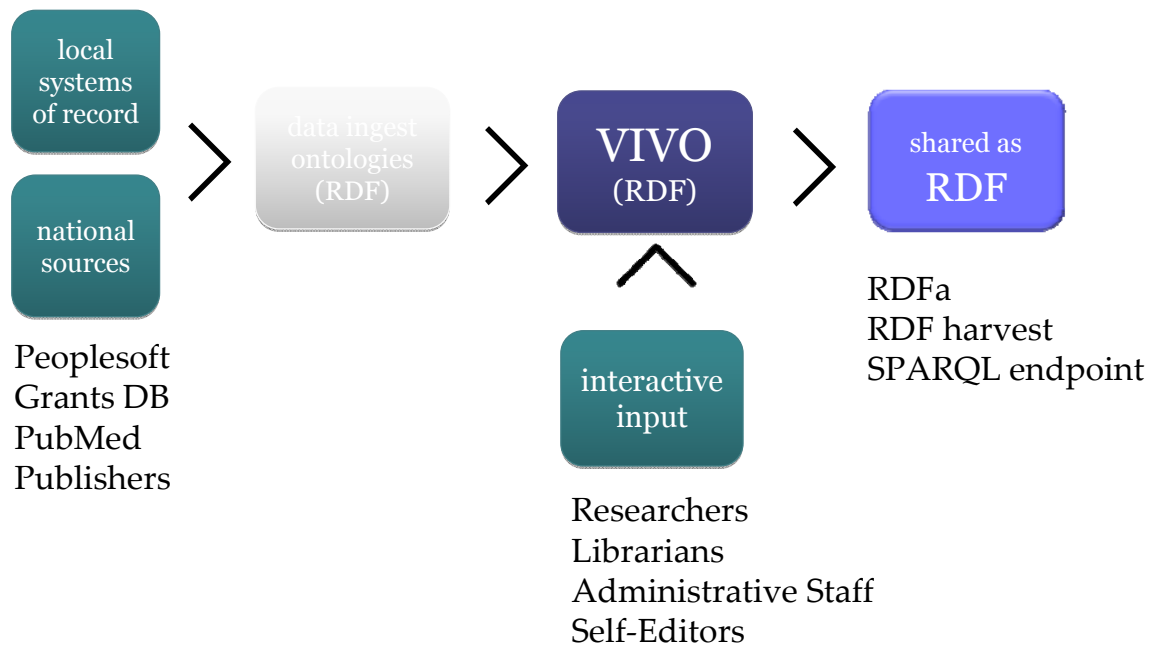 local
systems
of record
national
sources
Peoplesoft
Grants DB
PubMed
Publishers
data ingest
ontologies
(RDF)
VIVO
(RDF)
interactive
input
Researchers
Librarians
Administrative Staff
Self-Editors
shared as
RDF
RDFa
RDF harvest
SPARQL endpoint